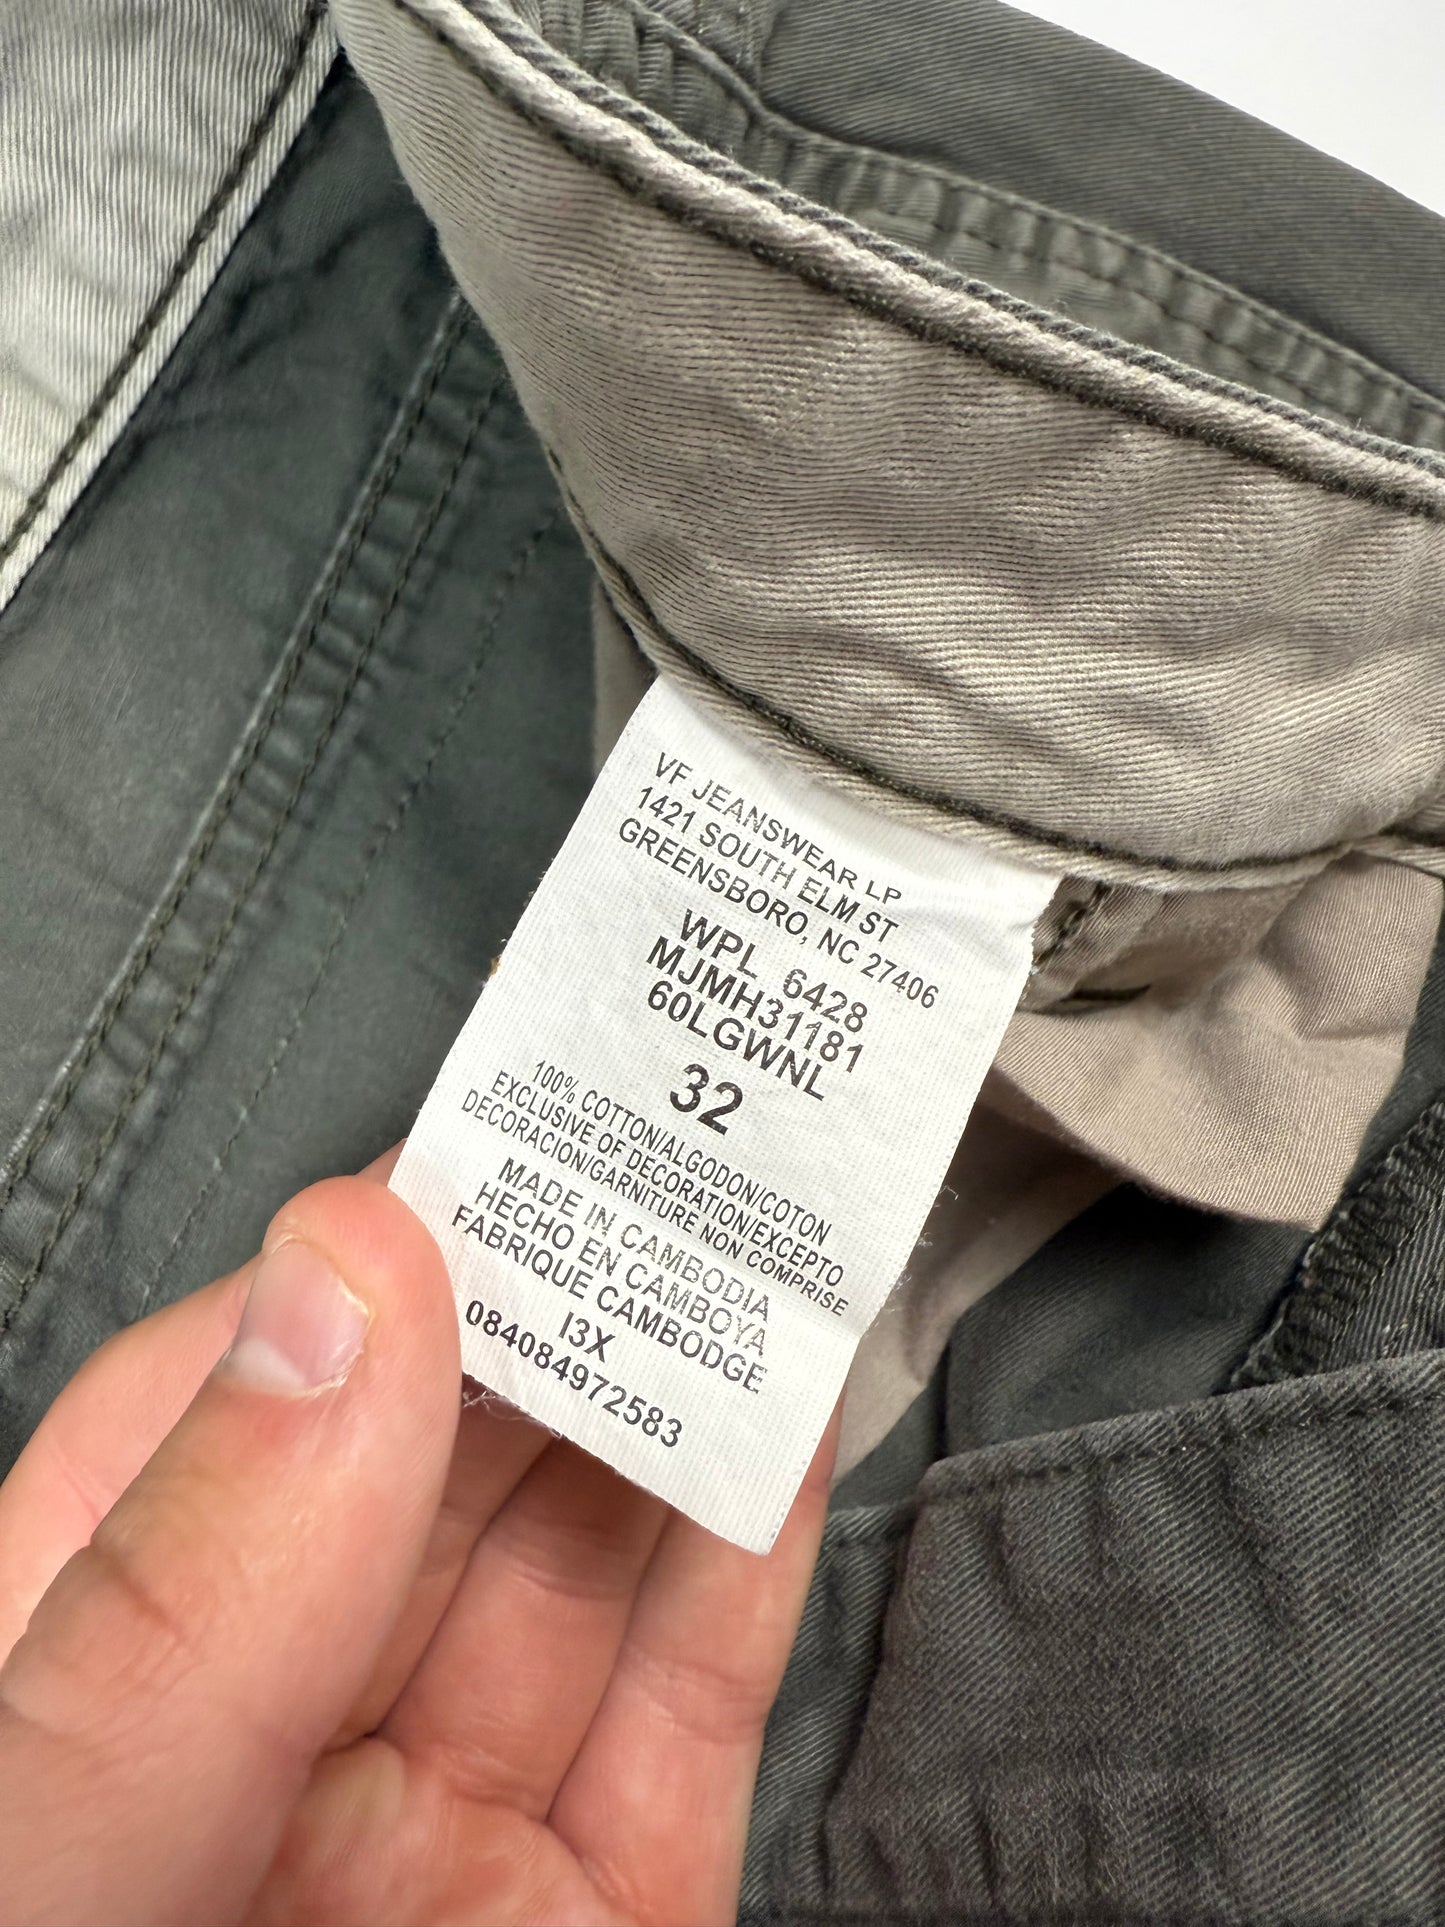 VF JEANSWEAR LP
1421 SOUTH ELM ST
GREENSBORO, NC 27406
WPL 6428
MJMH31181
60LGWNL
32
100% COTTON/ALGODON/COTON
EXCLUSIVE OF DECORATION/EXCEPTO
DECORACION/GARNITURE NON COMPRISE
MADE IN CAMBODIA
HECHO EN CAMBOYA
FABRIQUE CAMBODGE
I3X
084084972583